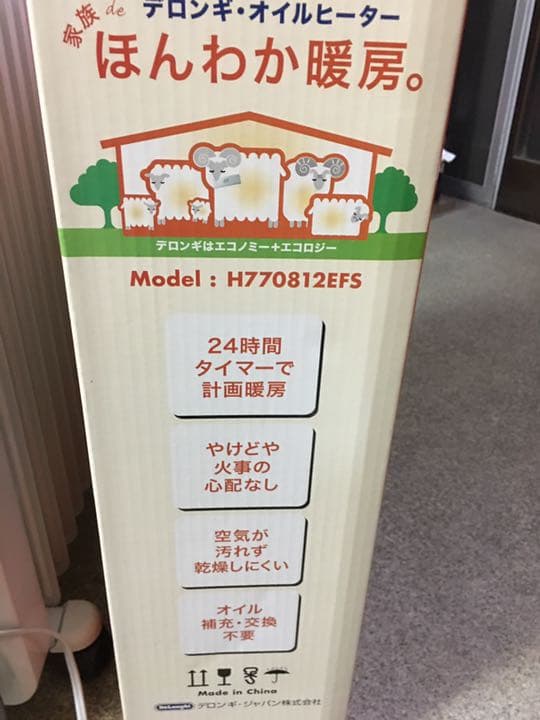 デロンギ・オイルヒーター
家族 de
ほんわか暖房。
デロンギはエコノミー+エコロジー
Model : H770812EFS
24時間
タイマーで
計画暖房
やけどや
火事の
心配なし
空気が
汚れず
乾燥しにくい
オイル
補充・交換
不要
Made in China
DeLonghi デロンギ・ジャパン株式会社